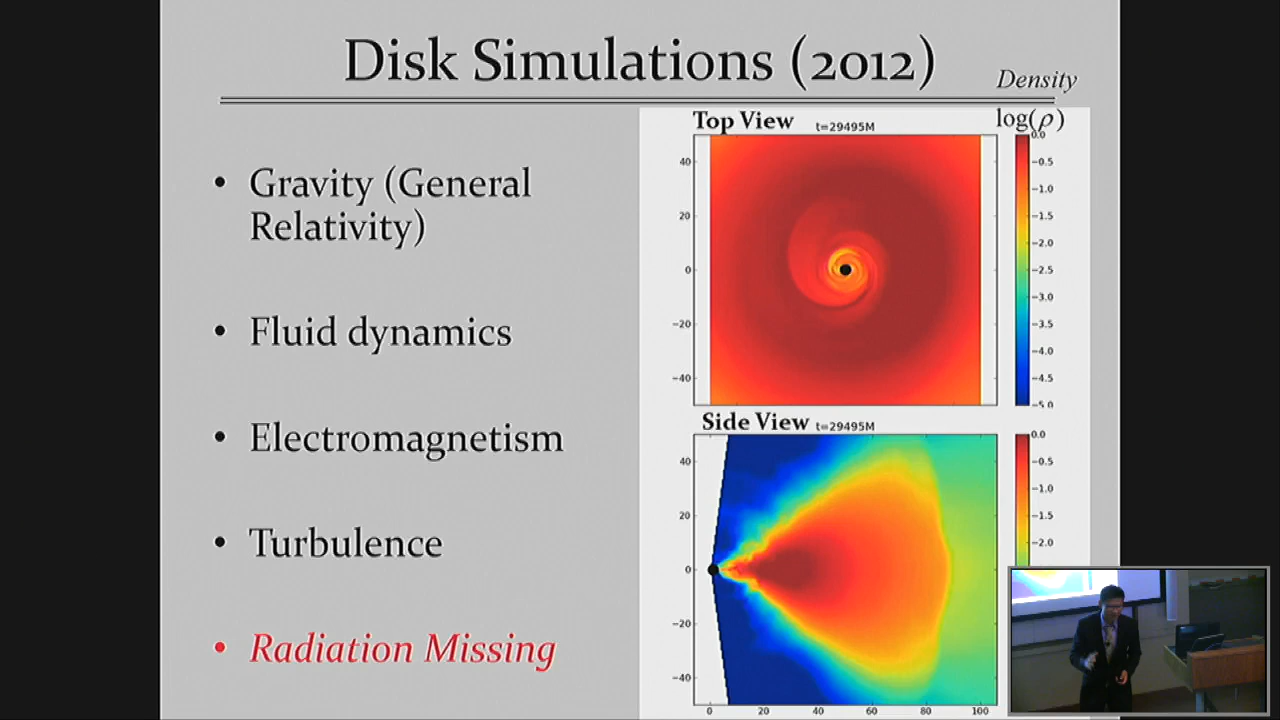 Disk Simulations (2012)
Density
log(ρ)
• Gravity (General
Relativity)
• Fluid dynamics
• Electromagnetism
• Turbulence
• Radiation Missing
Top View t=29495M
40
20
0
−20
−40
0.0
−0.5
−1.0
−1.5
−2.0
−2.5
−3.0
−3.5
−4.0
−4.5
−5.0
Side View t=29495M
40
20
0
−20
−40
0 20 40 60 80 100
0.0
−0.5
−1.0
−1.5
−2.0